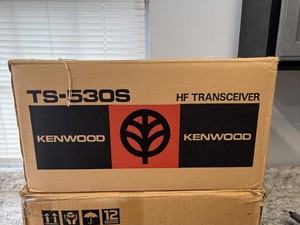 TS-530S HF TRANSCEIVER
KENWOOD KENWOOD
12